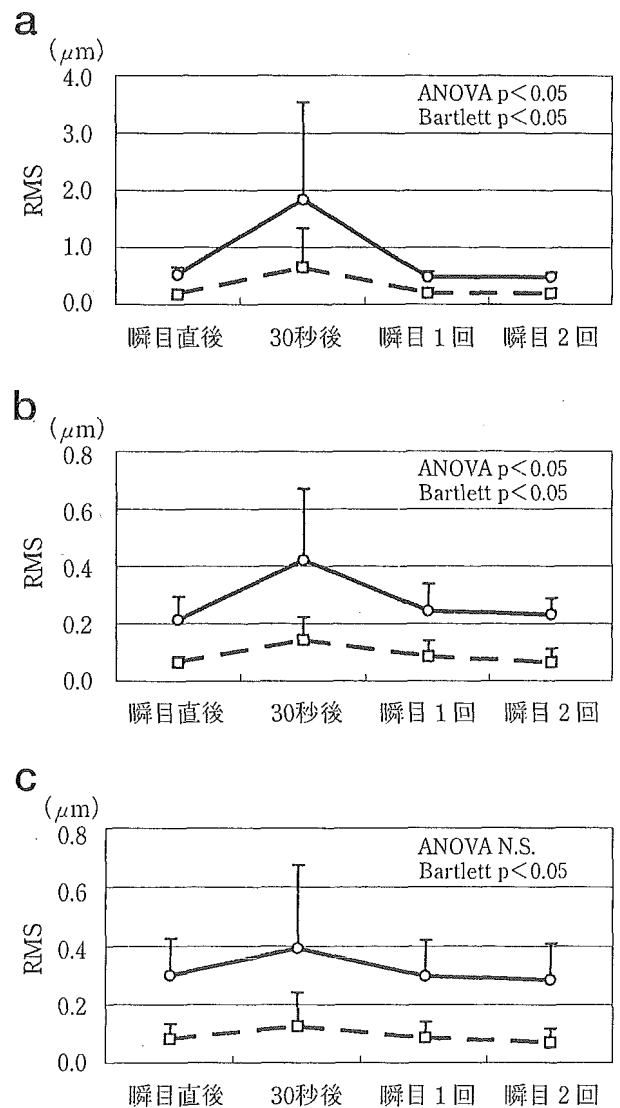 a
(μm)
4.0
3.0
2.0
1.0
0.0
RMS
ANOVA p<0.05
Bartlett p<0.05
瞬目直後 30秒後 瞬目1回 瞬目2回
b
(μm)
0.8
0.6
0.4
0.2
0.0
RMS
ANOVA p<0.05
Bartlett p<0.05
瞬目直後 30秒後 瞬目1回 瞬目2回
c
(μm)
0.8
0.6
0.4
0.2
0.0
RMS
ANOVA N.S.
Bartlett p<0.05
瞬目直後 30秒後 瞬目1回 瞬目2回